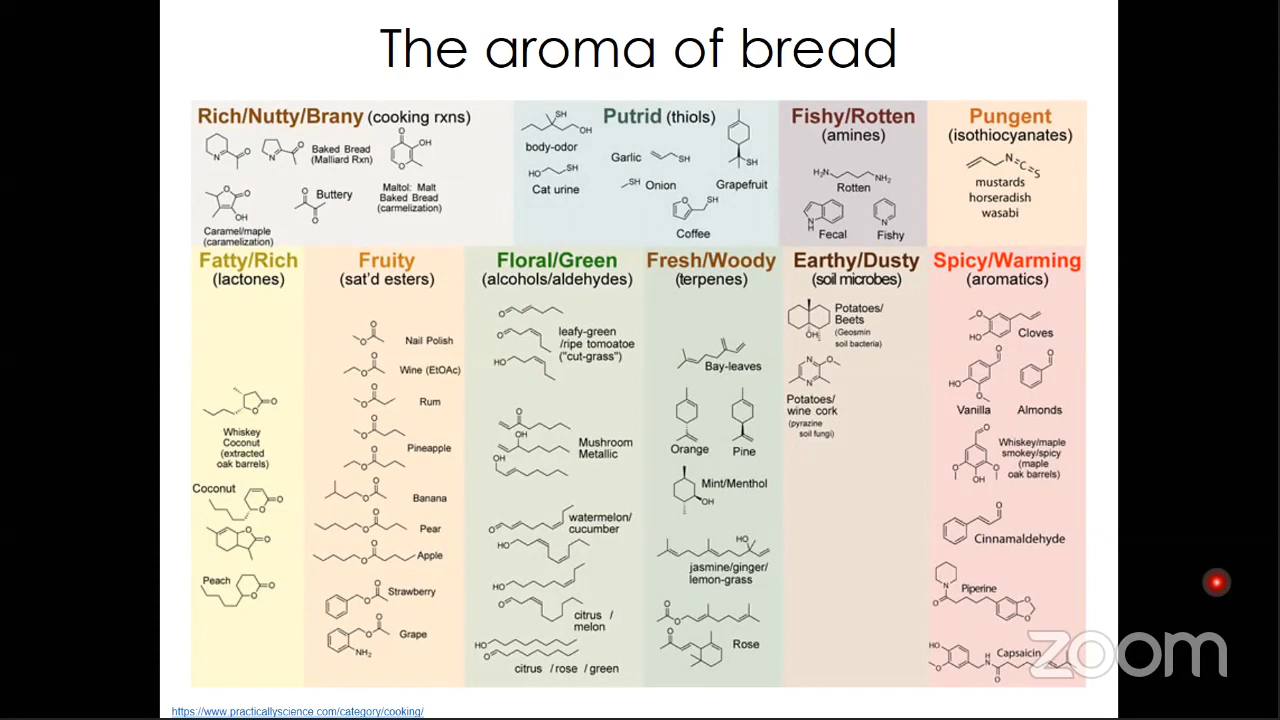 The aroma of bread
Rich/Nutty/Brany (cooking rxns)
Baked Bread
(Malliard Rxn)
Maltol: Malt
Baked Bread
(carmelization)
Buttery
Caramel/maple
(caramelization)
Putrid (thiols)
body-odor
Garlic
Cat urine
Onion
Grapefruit
Coffee
Fishy/Rotten
(amines)
Rotten
Fecal
Fishy
Pungent
(isothiocyanates)
mustards
horseradish
wasabi
Fatty/Rich
(lactones)
Whiskey
Coconut
(extracted
oak barrels)
Coconut
Peach
Fruity
(sat'd esters)
Nail Polish
Wine (EtOAc)
Rum
Pineapple
Banana
Pear
Apple
Strawberry
Grape
Floral/Green
(alcohols/aldehydes)
leafy-green
/ripe tomoatoe
("cut-grass")
Mushroom
Metallic
watermelon/
cucumber
citrus /
melon
citrus / rose / green
Fresh/Woody
(terpenes)
Bay-leaves
Orange
Pine
Mint/Menthol
jasmine/ginger/
lemon-grass
Rose
Earthy/Dusty
(soil microbes)
Potatoes/
Beets
(Geosmin
soil bacteria)
Potatoes/
wine cork
(pyrazine
soil fungi)
Spicy/Warming
(aromatics)
Cloves
Vanilla
Almonds
Whiskey/maple
smokey/spicy
(maple
oak barrels)
Cinnamaldehyde
Piperine
Capsaicin
zoom
https://www.practicallyscience.com/category/cooking/